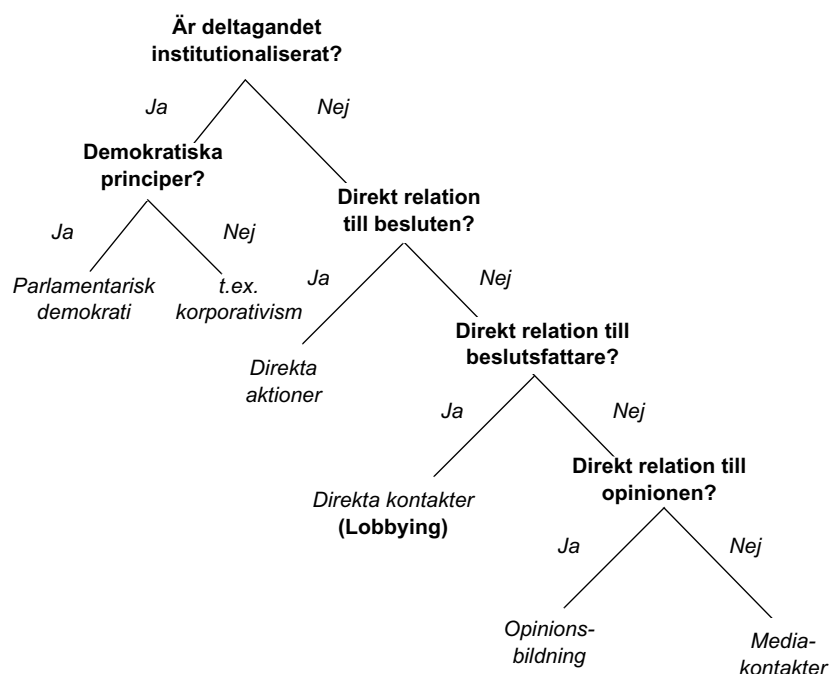 Är deltagandet
institutionaliserat?
Ja
Nej
Demokratiska
principer?
Direkt relation
till besluten?
Ja
Nej
Ja
Nej
Parlamentarisk
demokrati
t.ex.
korporativism
Direkt relation till
beslutsfattare?
Direkta
aktioner
Ja
Nej
Direkt relation till
opinionen?
Direkta kontakter
(Lobbying)
Ja
Nej
Opinions-
bildning
Media-
kontakter